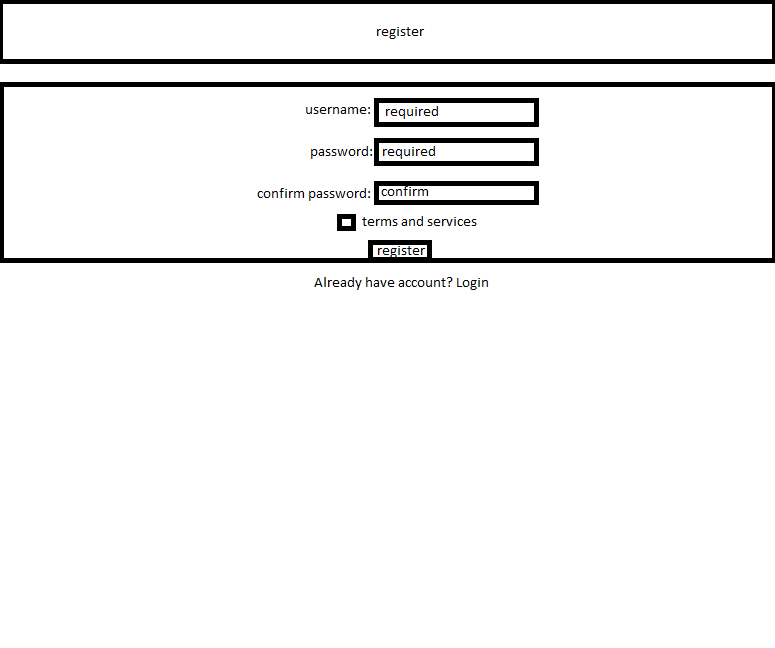 register
username: required
password: required
confirm password: confirm
terms and services
register
Already have account? Login